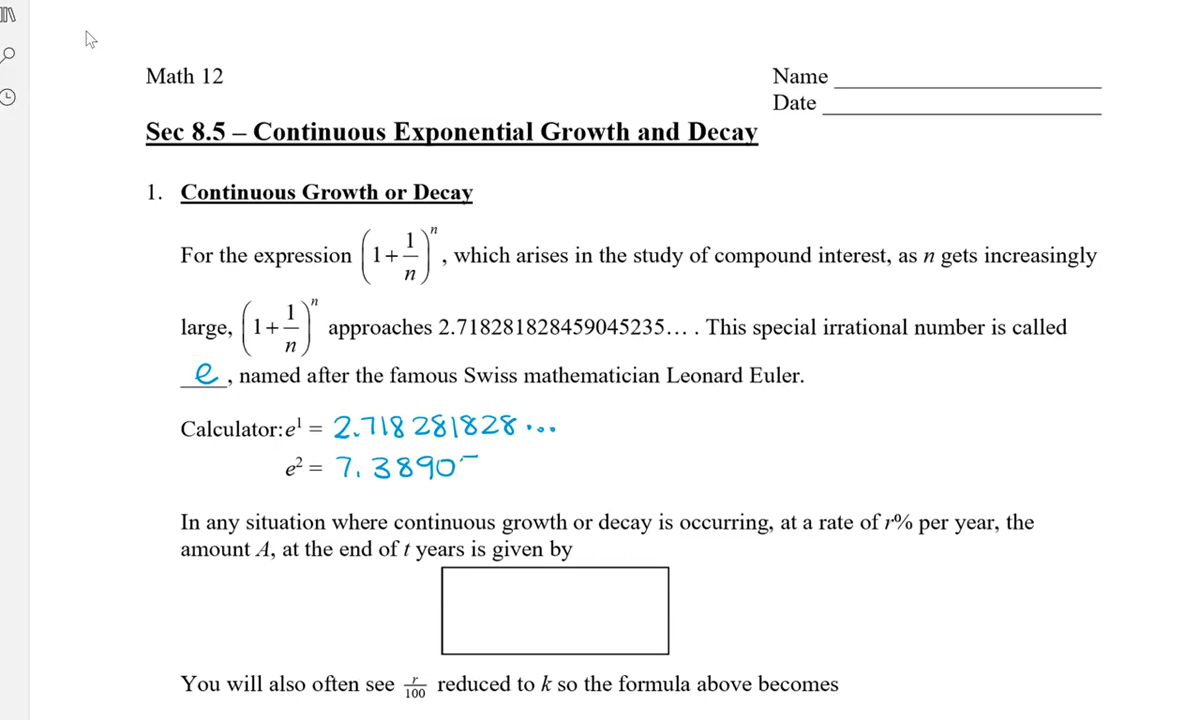 Math 12
Name
Date
Sec 8.5 – Continuous Exponential Growth and Decay
1. Continuous Growth or Decay
For the expression (1+1/n)^n, which arises in the study of compound interest, as n gets increasingly
large, (1+1/n)^n approaches 2.718281828459045235... . This special irrational number is called
e, named after the famous Swiss mathematician Leonard Euler.
Calculator: e^1 = 2.718281828...
e^2 = 7.3890
In any situation where continuous growth or decay is occurring, at a rate of r% per year, the
amount A, at the end of t years is given by
You will also often see r/100 reduced to k so the formula above becomes